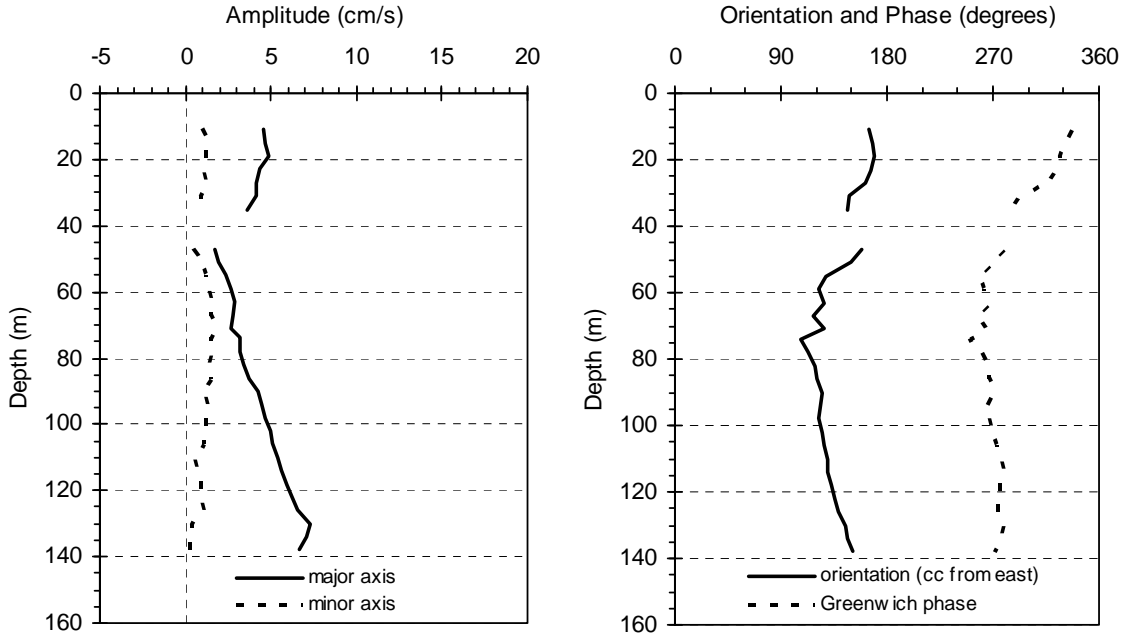 Amplitude (cm/s)
-5 0 5 10 15 20
0
20
40
60
80
100
120
140
160
Depth (m)
major axis
minor axis
Orientation and Phase (degrees)
0 90 180 270 360
0
20
40
60
80
100
120
140
160
Depth (m)
orientation (cc from east)
Greenwich phase